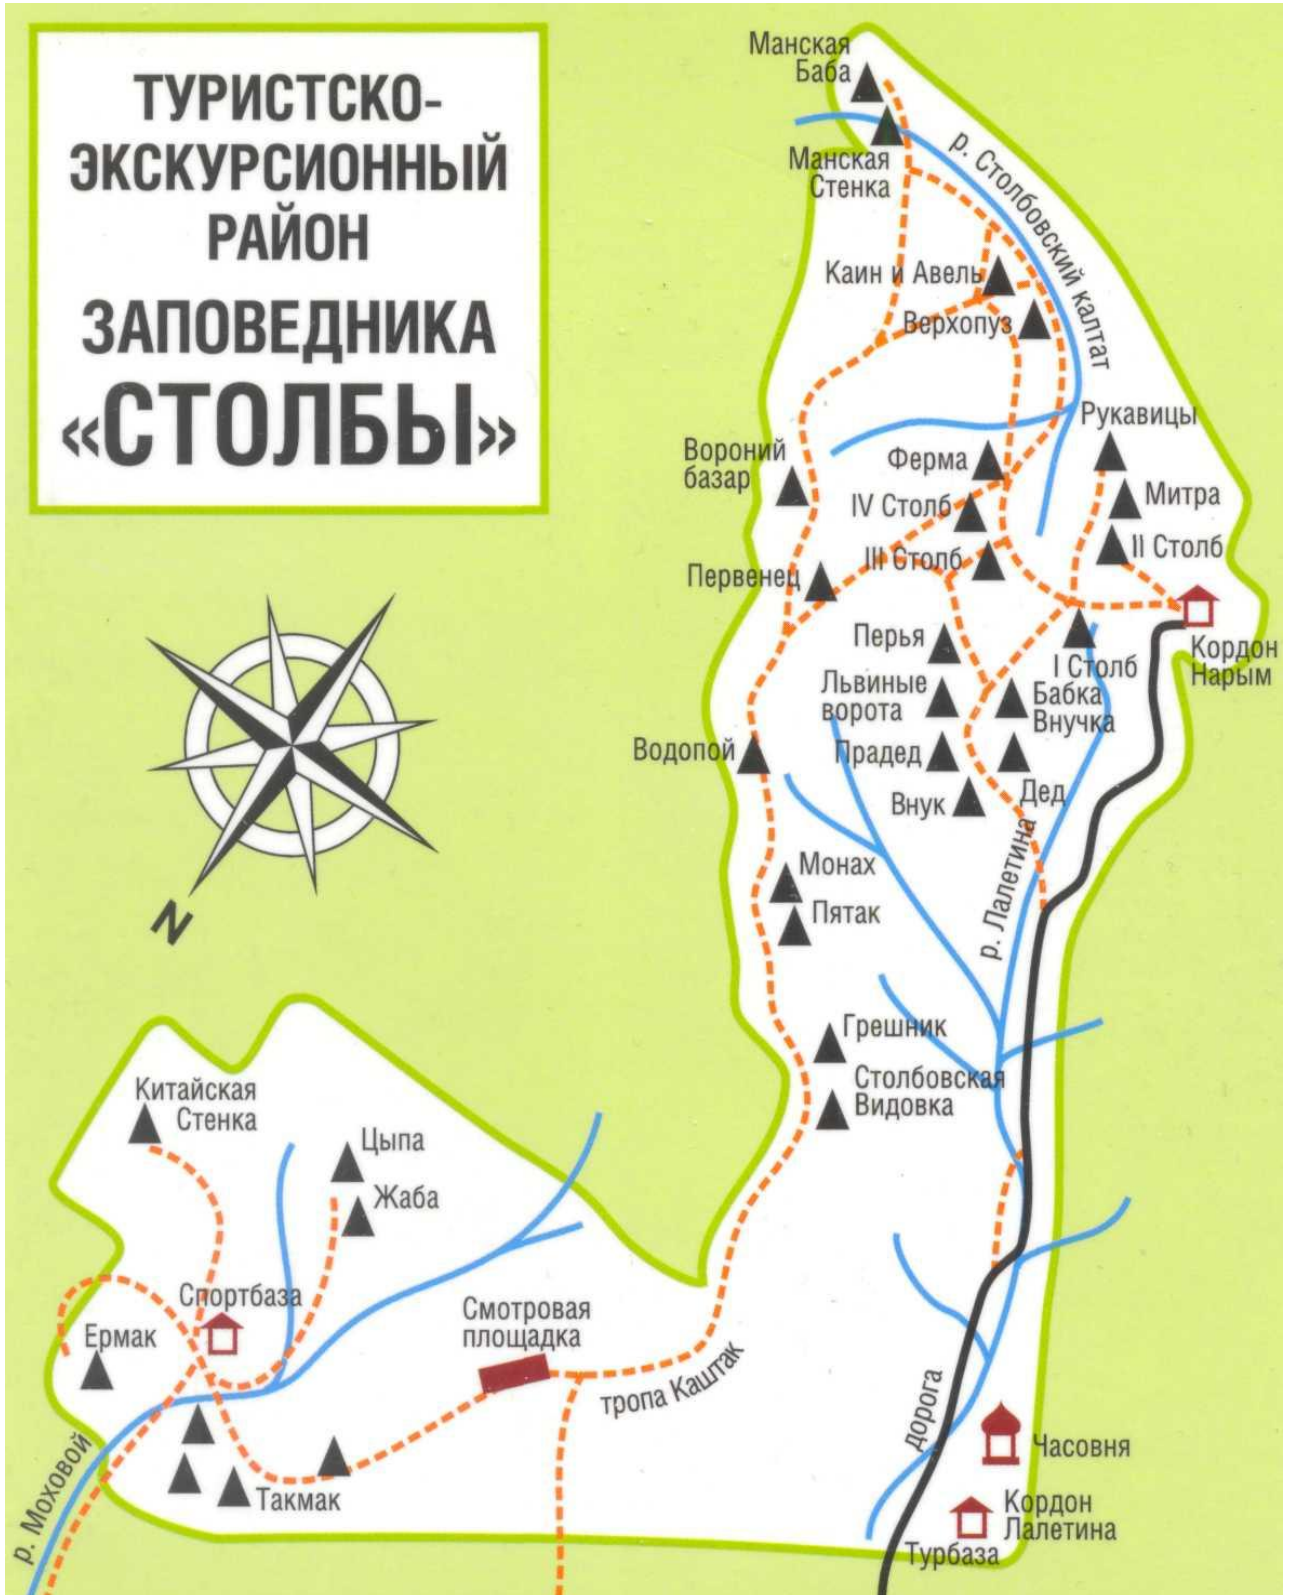 ТУРИСТСКО-
ЭКСКУРСИОННЫЙ
РАЙОН
ЗАПОВЕДНИКА
«СТОЛБЫ»
Манская
Баба
Манская
Стенка
р. Столбовский калтат
Каин и Авель
Верхопуз
Рукавицы
Вороний
базар
Ферма
Митра
IV Столб
II Столб
III Столб
Первенец
Перья
I Столб
Кордон
Нарым
Львиные
ворота
Бабка
Внучка
Водопой
Прадед
Внук
Дед
р. Лалетина
Монах
Пятак
N
Грешник
Столбовская
Видовка
Китайская
Стенка
Цыпа
Жаба
Спортбаза
Смотровая
площадка
Ермак
тропа Каштак
дорога
Часовня
р. Моховой
Такмак
Кордон
Лалетина
Турбаза